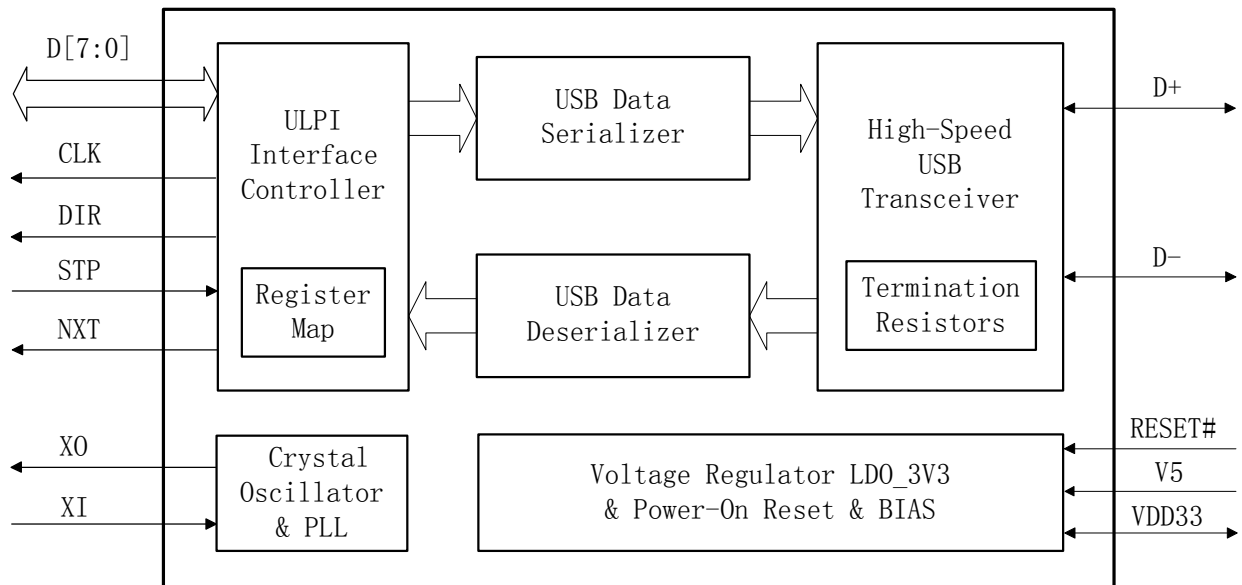 D[7:0]
CLK
DIR
STP
NXT
XO
XI
ULPI
Interface
Controller
Register
Map
USB Data
Serializer
USB Data
Deserializer
High-Speed
USB
Transceiver
Termination
Resistors
Crystal
Oscillator
& PLL
Voltage Regulator LDO_3V3
& Power-On Reset & BIAS
D+
D-
RESET#
V5
VDD33